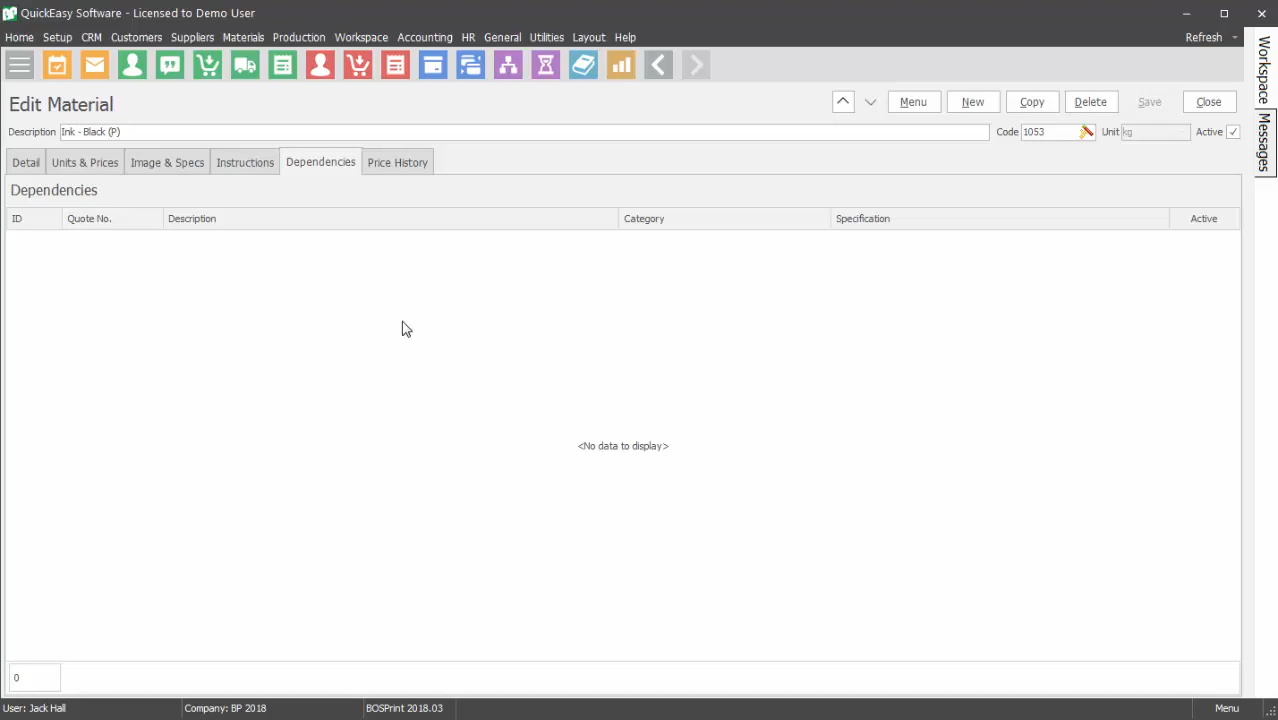 QuickEasy Software - Licensed to Demo User
Home Setup CRM Customers Suppliers Materials Production Workspace Accounting HR General Utilities Layout Help Refresh
Edit Material Menu New Copy Delete Save Close
Description Ink - Black (P) Code 1053 Unit kg Active
Detail Units & Prices Image & Specs Instructions Dependencies Price History
Dependencies
ID Quote No. Description Category Specification Active
<No data to display>
0
User: Jack Hall Company: BP 2018 BOSPrint 2018.03 Menu
Workspace
Messages